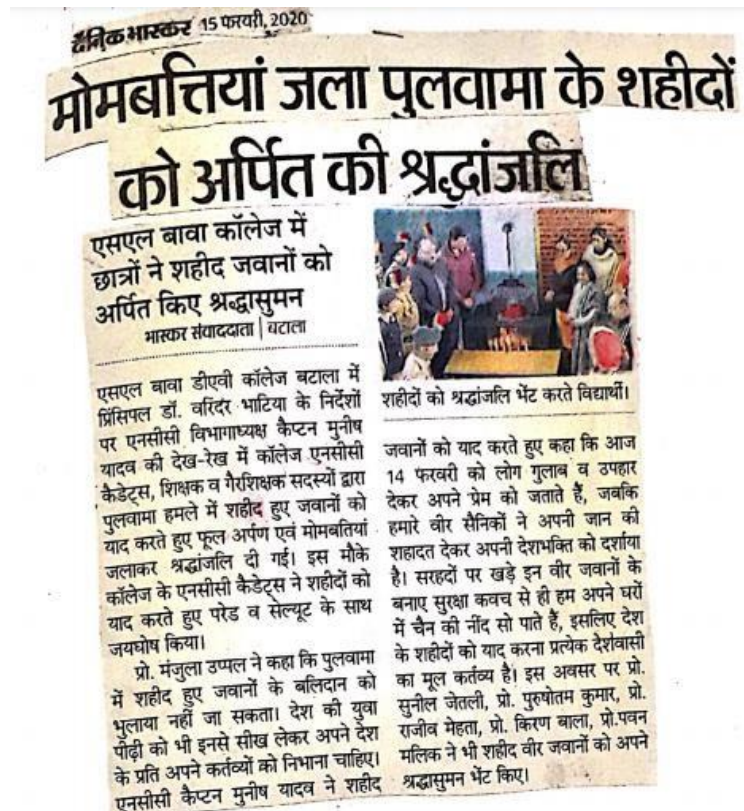 दैनिक भास्कर 15 फरवरी, 2020
मोमबत्तियां जला पुलवामा के शहीदों
को अर्पित की श्रद्धांजलि
एसएल बावा कॉलेज में
छात्रों ने शहीद जवानों को
अर्पित किए श्रद्धासुमन
भास्कर संवाददाता | बटाला
एसएल बावा डीएवी कॉलेज बटाला में
प्रिंसिपल डॉ. वरिंदर भाटिया के निर्देशों
पर एनसीसी विभागाध्यक्ष कैप्टन मुनीष
यादव की देख-रेख में कॉलेज एनसीसी
कैडेट्स, शिक्षक व गैरशिक्षक सदस्यों द्वारा
पुलवामा हमले में शहीद हुए जवानों को
याद करते हुए फूल अर्पण एवं मोमबतियां
जलाकर श्रद्धांजलि दी गई। इस मौके
कॉलेज के एनसीसी कैडेट्स ने शहीदों को
याद करते हुए परेड व सेल्यूट के साथ
जयघोष किया।
प्रो. मंजुला उप्पल ने कहा कि पुलवामा
में शहीद हुए जवानों के बलिदान को
भुलाया नहीं जा सकता। देश की युवा
पीढ़ी को भी इनसे सीख लेकर अपने देश
के प्रति अपने कर्तव्यों को निभाना चाहिए।
एनसीसी कैप्टन मुनीष यादव ने शहीद
शहीदों को श्रद्धांजलि भेंट करते विद्यार्थी।
जवानों को याद करते हुए कहा कि आज
14 फरवरी को लोग गुलाब व उपहार
देकर अपने प्रेम को जताते हैं, जबकि
हमारे वीर सैनिकों ने अपनी जान की
शहादत देकर अपनी देशभक्ति को दर्शाया
है। सरहदों पर खड़े इन वीर जवानों के
बनाए सुरक्षा कवच से ही हम अपने घरों
में चैन की नींद सो पाते हैं, इसलिए देश
के शहीदों को याद करना प्रत्येक देशवासी
का मूल कर्तव्य है। इस अवसर पर प्रो.
सुनील जेतली, प्रो. पुरुषोतम कुमार, प्रो.
राजीव मेहता, प्रो. किरण बाला, प्रो.पवन
मलिक ने भी शहीद वीर जवानों को अपने
श्रद्धासुमन भेंट किए।